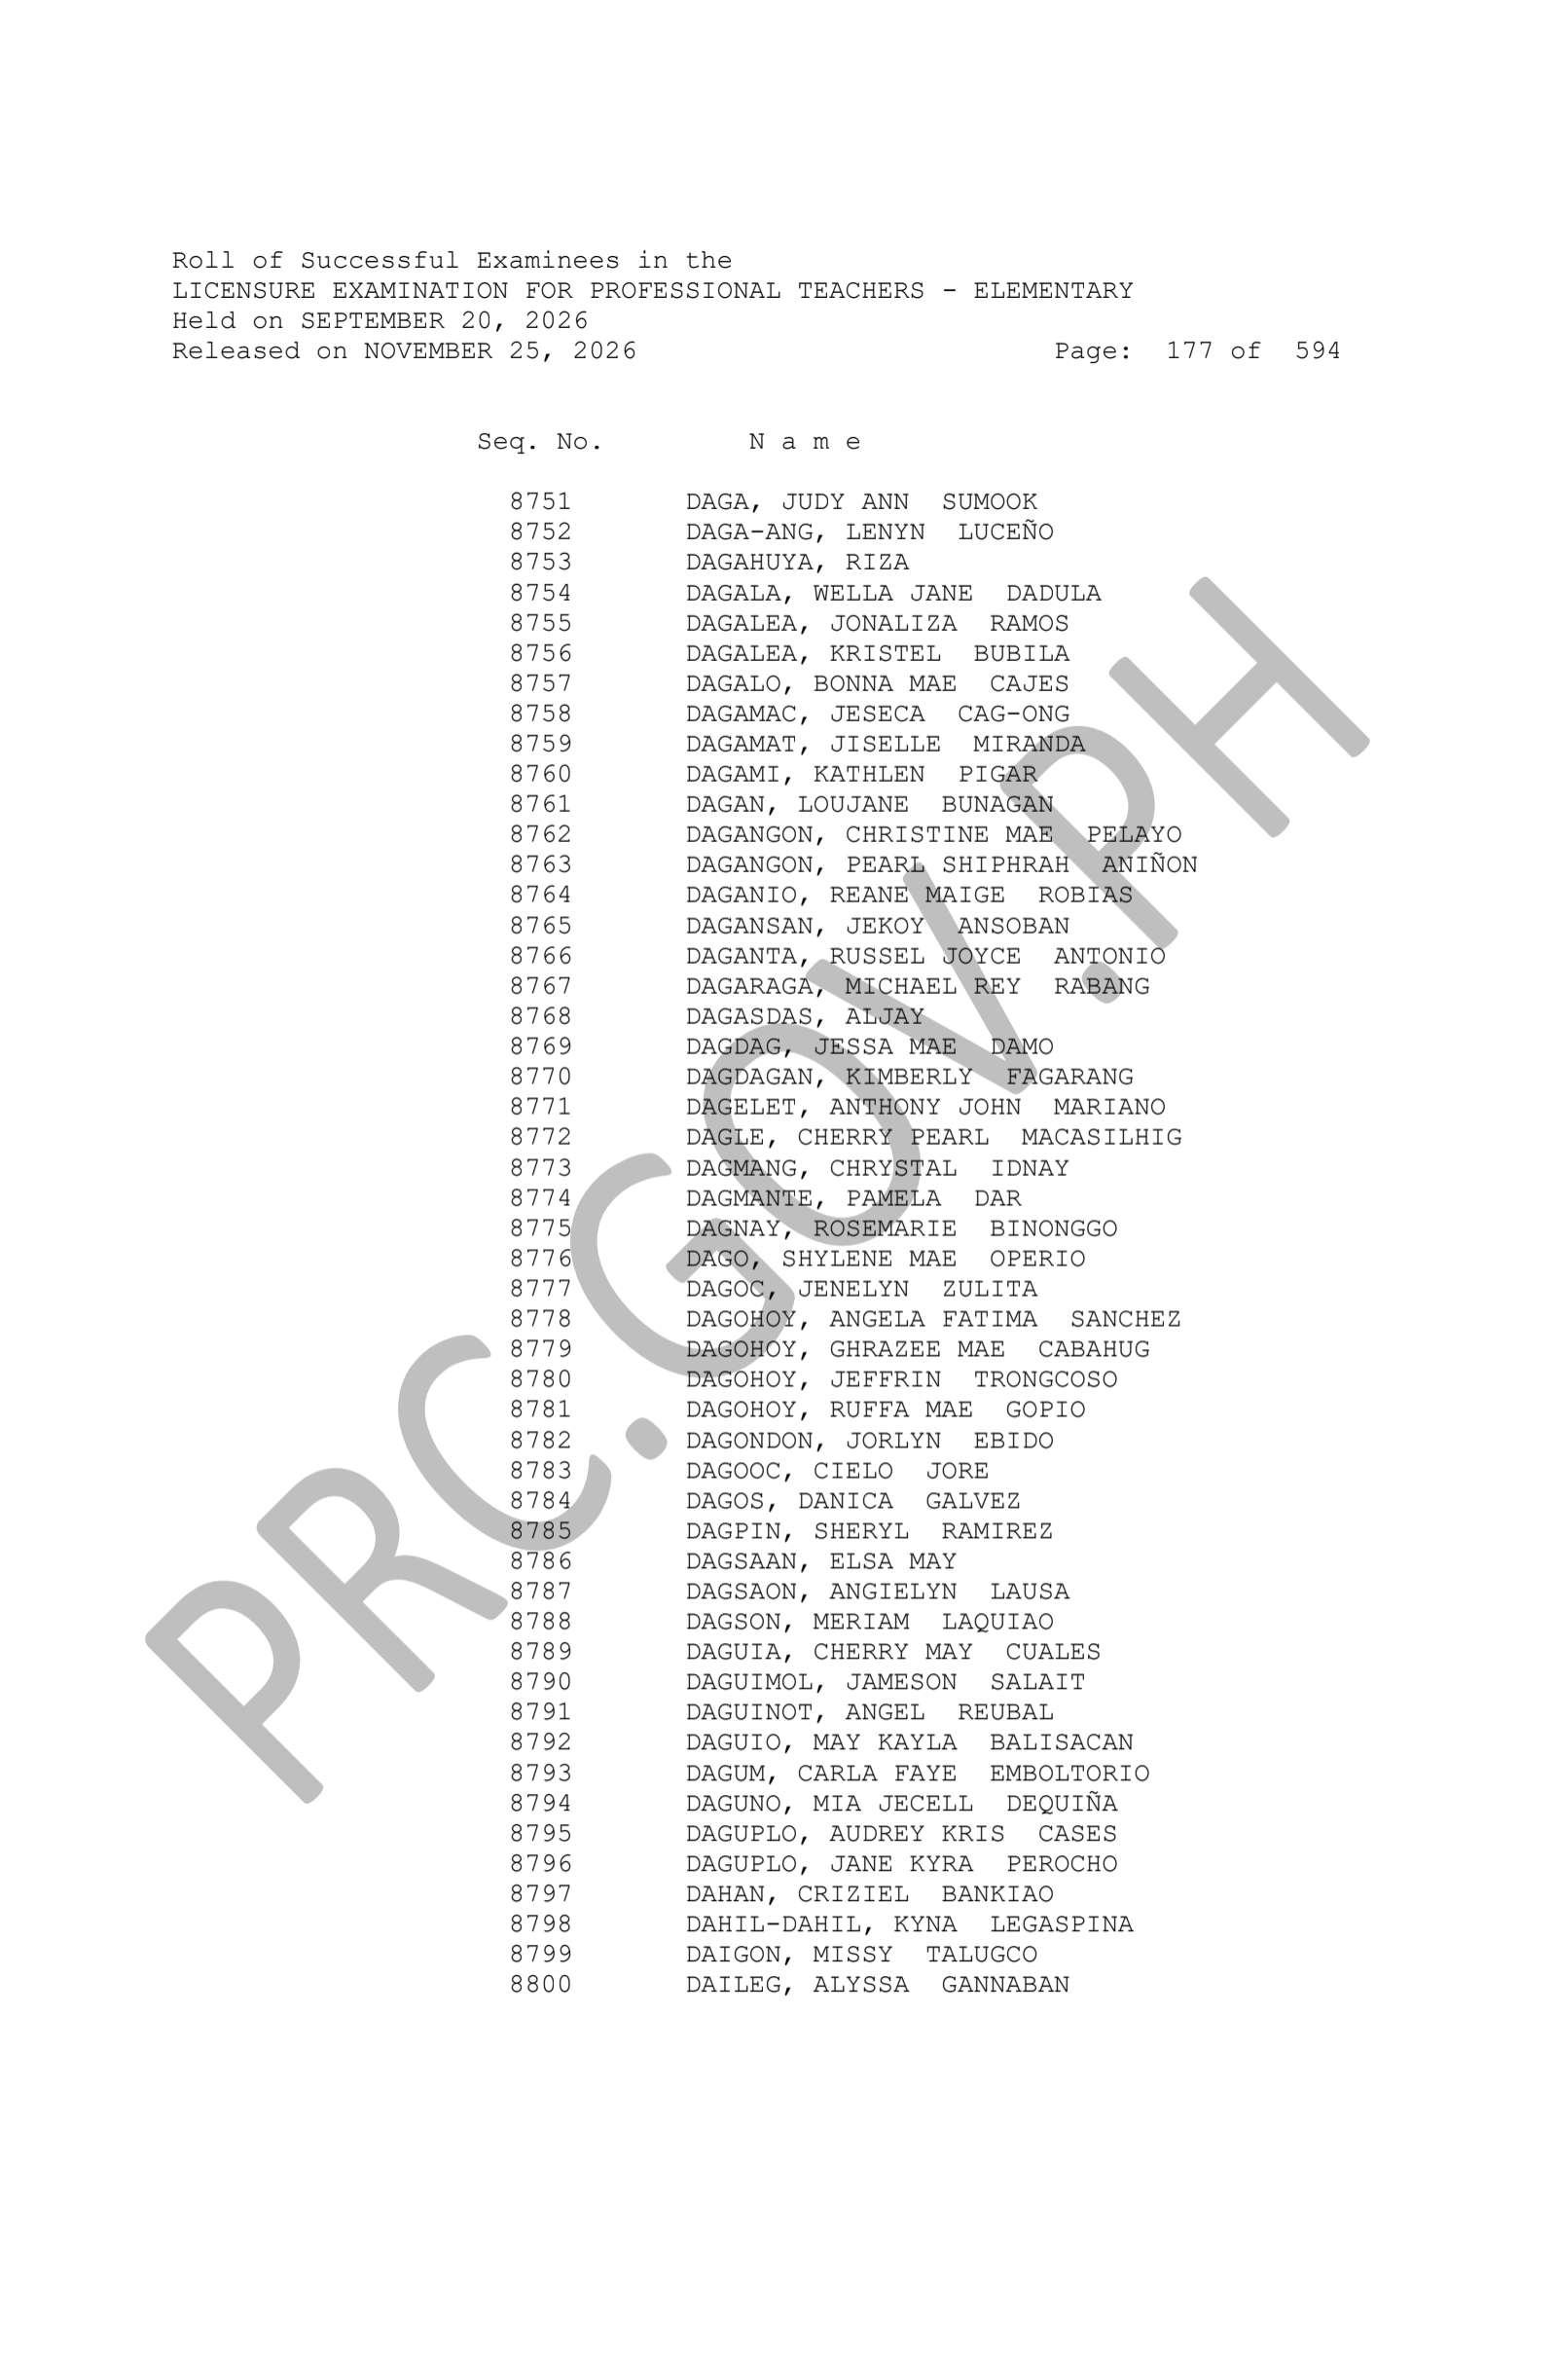 Roll of Successful Examinees in the
LICENSURE EXAMINATION FOR PROFESSIONAL TEACHERS - ELEMENTARY
Held on SEPTEMBER 20, 2026
Released on NOVEMBER 25, 2026 Page: 177 of 594
Seq. No. N a m e
8751 DAGA, JUDY ANN SUMOOK
8752 DAGA-ANG, LENYN LUCEÑO
8753 DAGAHUYA, RIZA
8754 DAGALA, WELLA JANE DADULA
8755 DAGALEA, JONALIZA RAMOS
8756 DAGALEA, KRISTEL BUBILA
8757 DAGALO, BONNA MAE CAJES
8758 DAGAMAC, JESECA CAG-ONG
8759 DAGAMAT, JISELLE MIRANDA
8760 DAGAMI, KATHLEN PIGAR
8761 DAGAN, LOUJANE BUNAGAN
8762 DAGANGON, CHRISTINE MAE PELAYO
8763 DAGANGON, PEARL SHIPHRAH ANIÑON
8764 DAGANIO, REANE MAIGE ROBIAS
8765 DAGANSAN, JEKOY ANSOBAN
8766 DAGANTA, RUSSEL JOYCE ANTONIO
8767 DAGARAGA, MICHAEL REY RABANG
8768 DAGASDAS, ALJAY
8769 DAGDAG, JESSA MAE DAMO
8770 DAGDAGAN, KIMBERLY FAGARANG
8771 DAGELET, ANTHONY JOHN MARIANO
8772 DAGLE, CHERRY PEARL MACASILHIG
8773 DAGMANG, CHRYSTAL IDNAY
8774 DAGMANTE, PAMELA DAR
8775 DAGNAY, ROSEMARIE BINONGGO
8776 DAGO, SHYLENE MAE OPERIO
8777 DAGOC, JENELYN ZULITA
8778 DAGOHOY, ANGELA FATIMA SANCHEZ
8779 DAGOHOY, GHRAZEE MAE CABAHUG
8780 DAGOHOY, JEFFRIN TRONGCOSO
8781 DAGOHOY, RUFFA MAE GOPIO
8782 DAGONDON, JORLYN EBIDO
8783 DAGOOC, CIELO JORE
8784 DAGOS, DANICA GALVEZ
8785 DAGPIN, SHERYL RAMIREZ
8786 DAGSAAN, ELSA MAY
8787 DAGSAON, ANGIELYN LAUSA
8788 DAGSON, MERIAM LAQUIAO
8789 DAGUIA, CHERRY MAY CUALES
8790 DAGUIMOL, JAMESON SALAIT
8791 DAGUINOT, ANGEL REUBAL
8792 DAGUIO, MAY KAYLA BALISACAN
8793 DAGUM, CARLA FAYE EMBOLTORIO
8794 DAGUNO, MIA JECELL DEQUIÑA
8795 DAGUPLO, AUDREY KRIS CASES
8796 DAGUPLO, JANE KYRA PEROCHO
8797 DAHAN, CRIZIEL BANKIAO
8798 DAHIL-DAHIL, KYNA LEGASPINA
8799 DAIGON, MISSY TALUGCO
8800 DAILEG, ALYSSA GANNABAN
PRC.GOV.PH